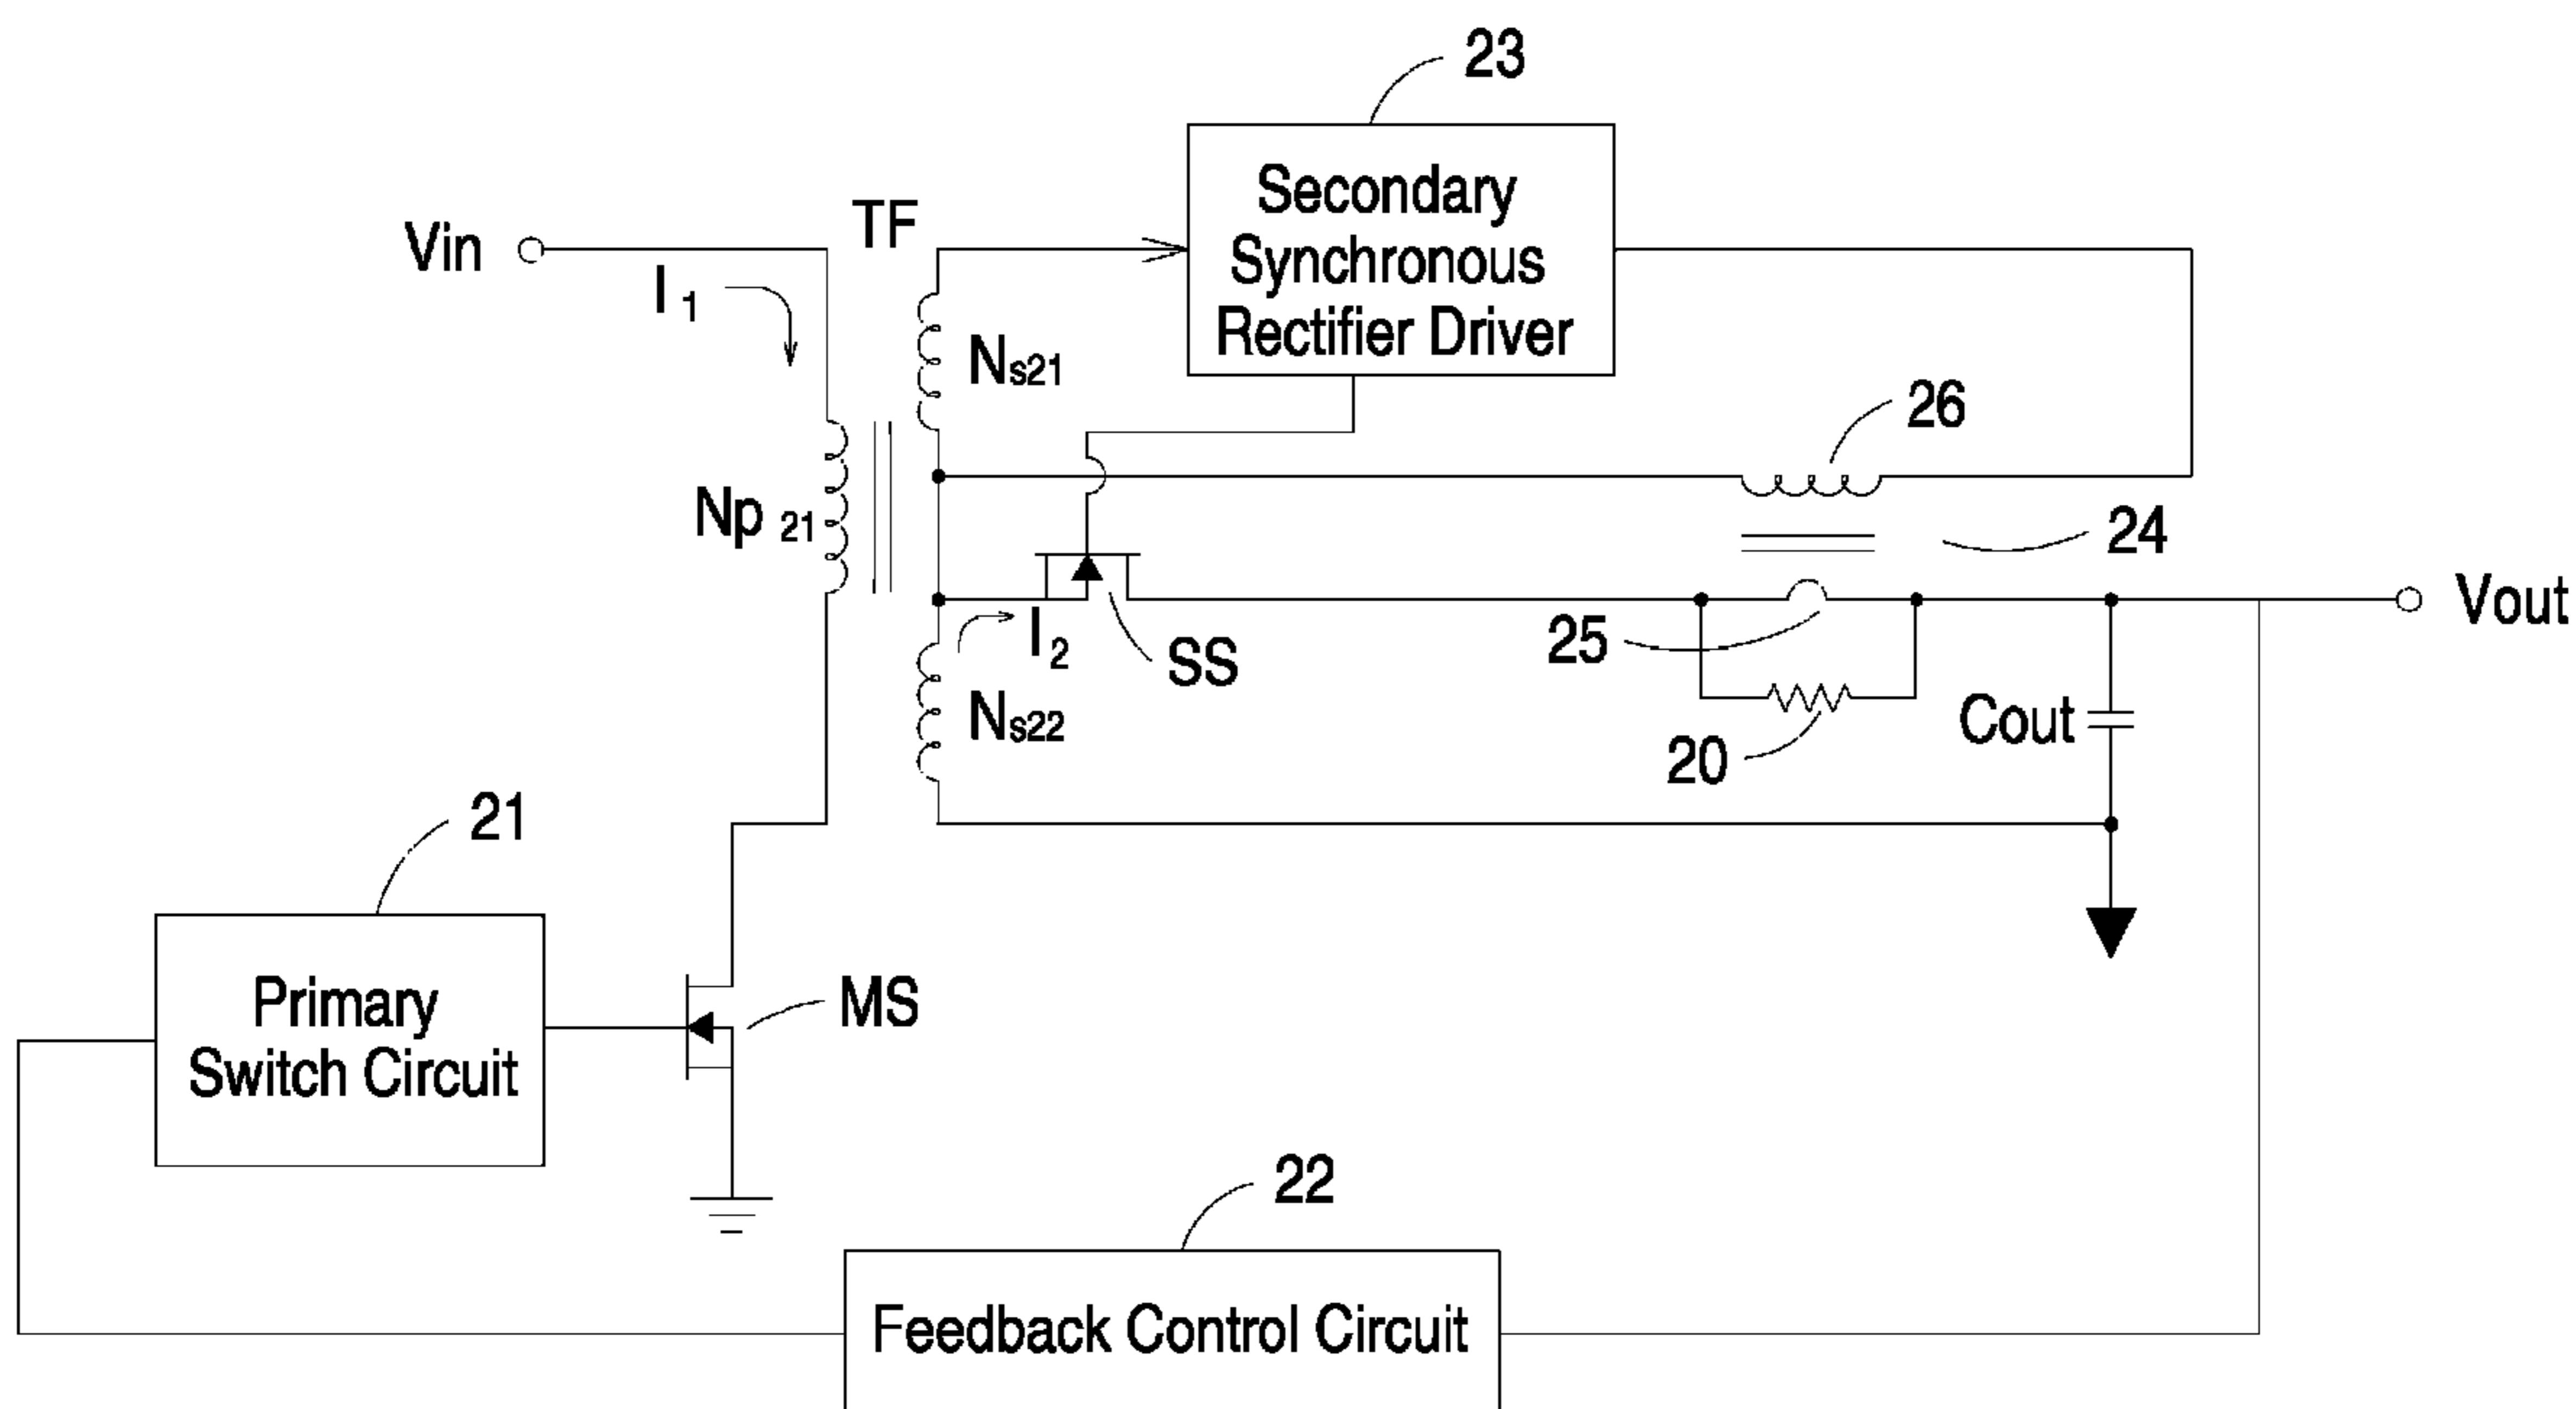 23
Secondary
Synchronous
Rectifier Driver
TF
Vin
I 1
Ns21
26
Np 21
24
Vout
25
I2
SS
Ns22
Cout
20
21
Primary
Switch Circuit
MS
22
Feedback Control Circuit